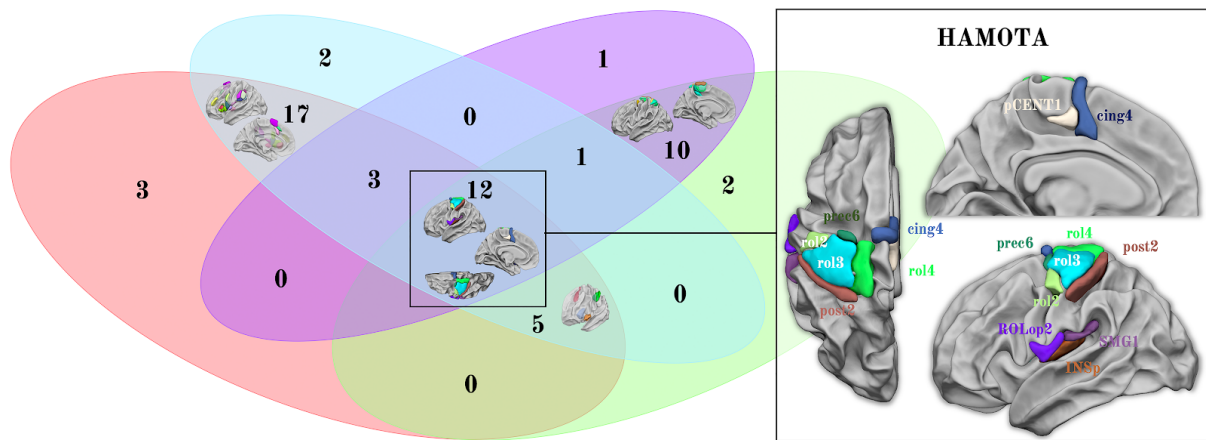 2
1
17
0
3
3
1
10
2
12
0
5
0
0
HAMOTA
pCENT1
cing4
prec6
rol2
rol3
cing4
rol4
post2
prec6
rol4
rol3
post2
rol2
ROLop2
SMG1
INSp